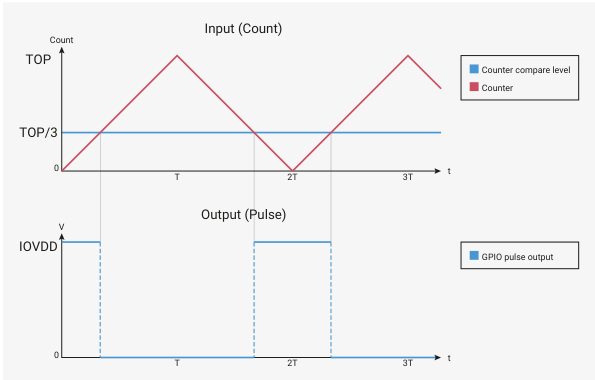 Input (Count)
Count
TOP
TOP/3
0
T
2T
3T
t
Counter compare level
Counter
Output (Pulse)
V
IOVDD
0
T
2T
3T
t
GPIO pulse output